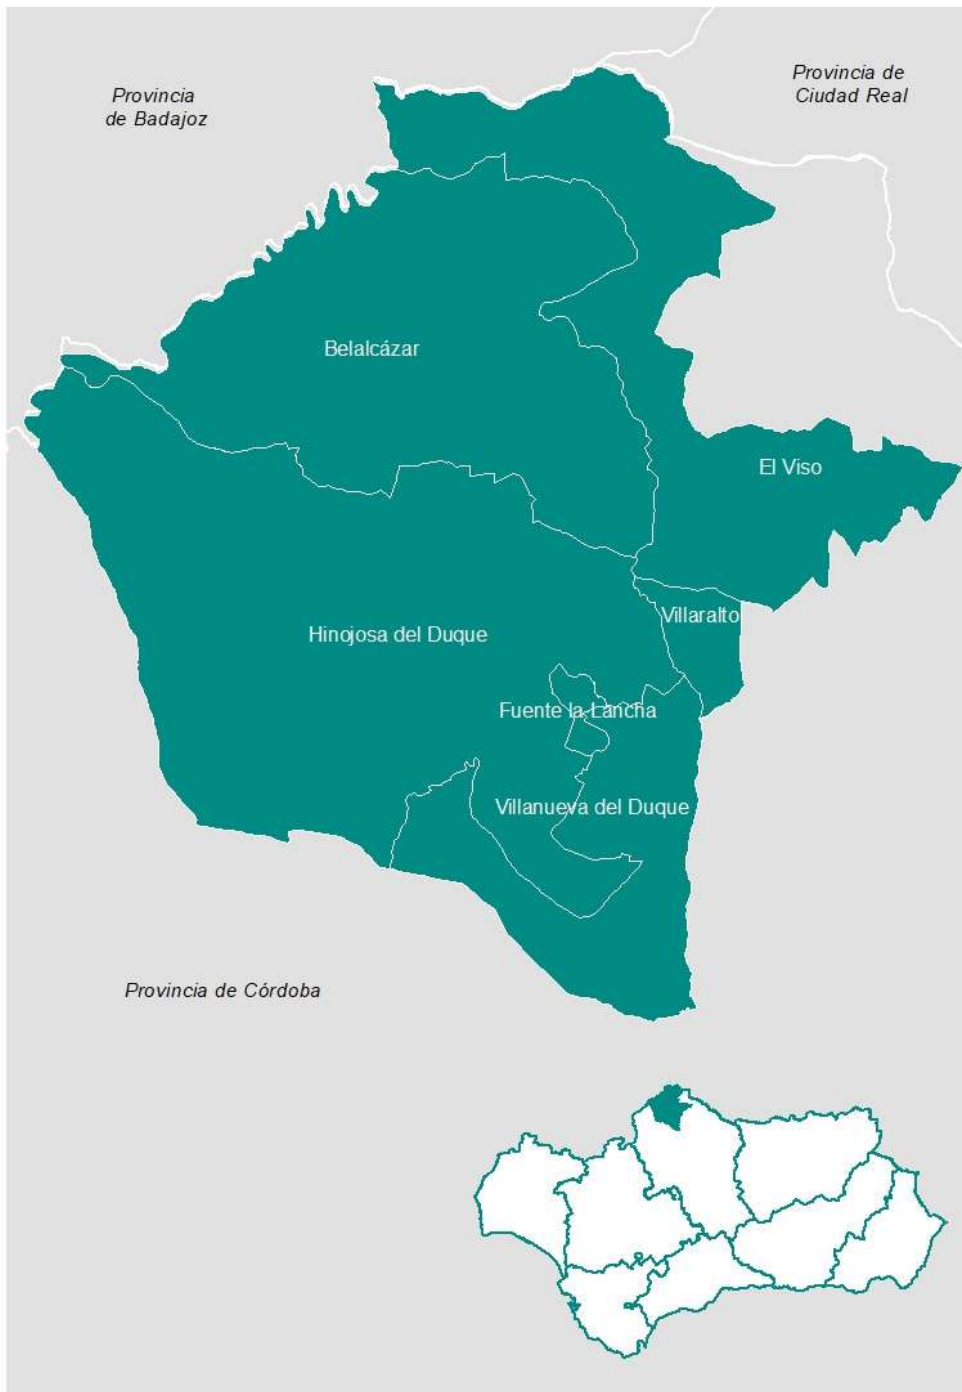 Provincia de
Ciudad Real
Provincia
de Badajoz
Belalcázar
El Viso
Villaralto
Hinojosa del Duque
Fuente la Lancha
Villanueva del Duque
Provincia de Córdoba